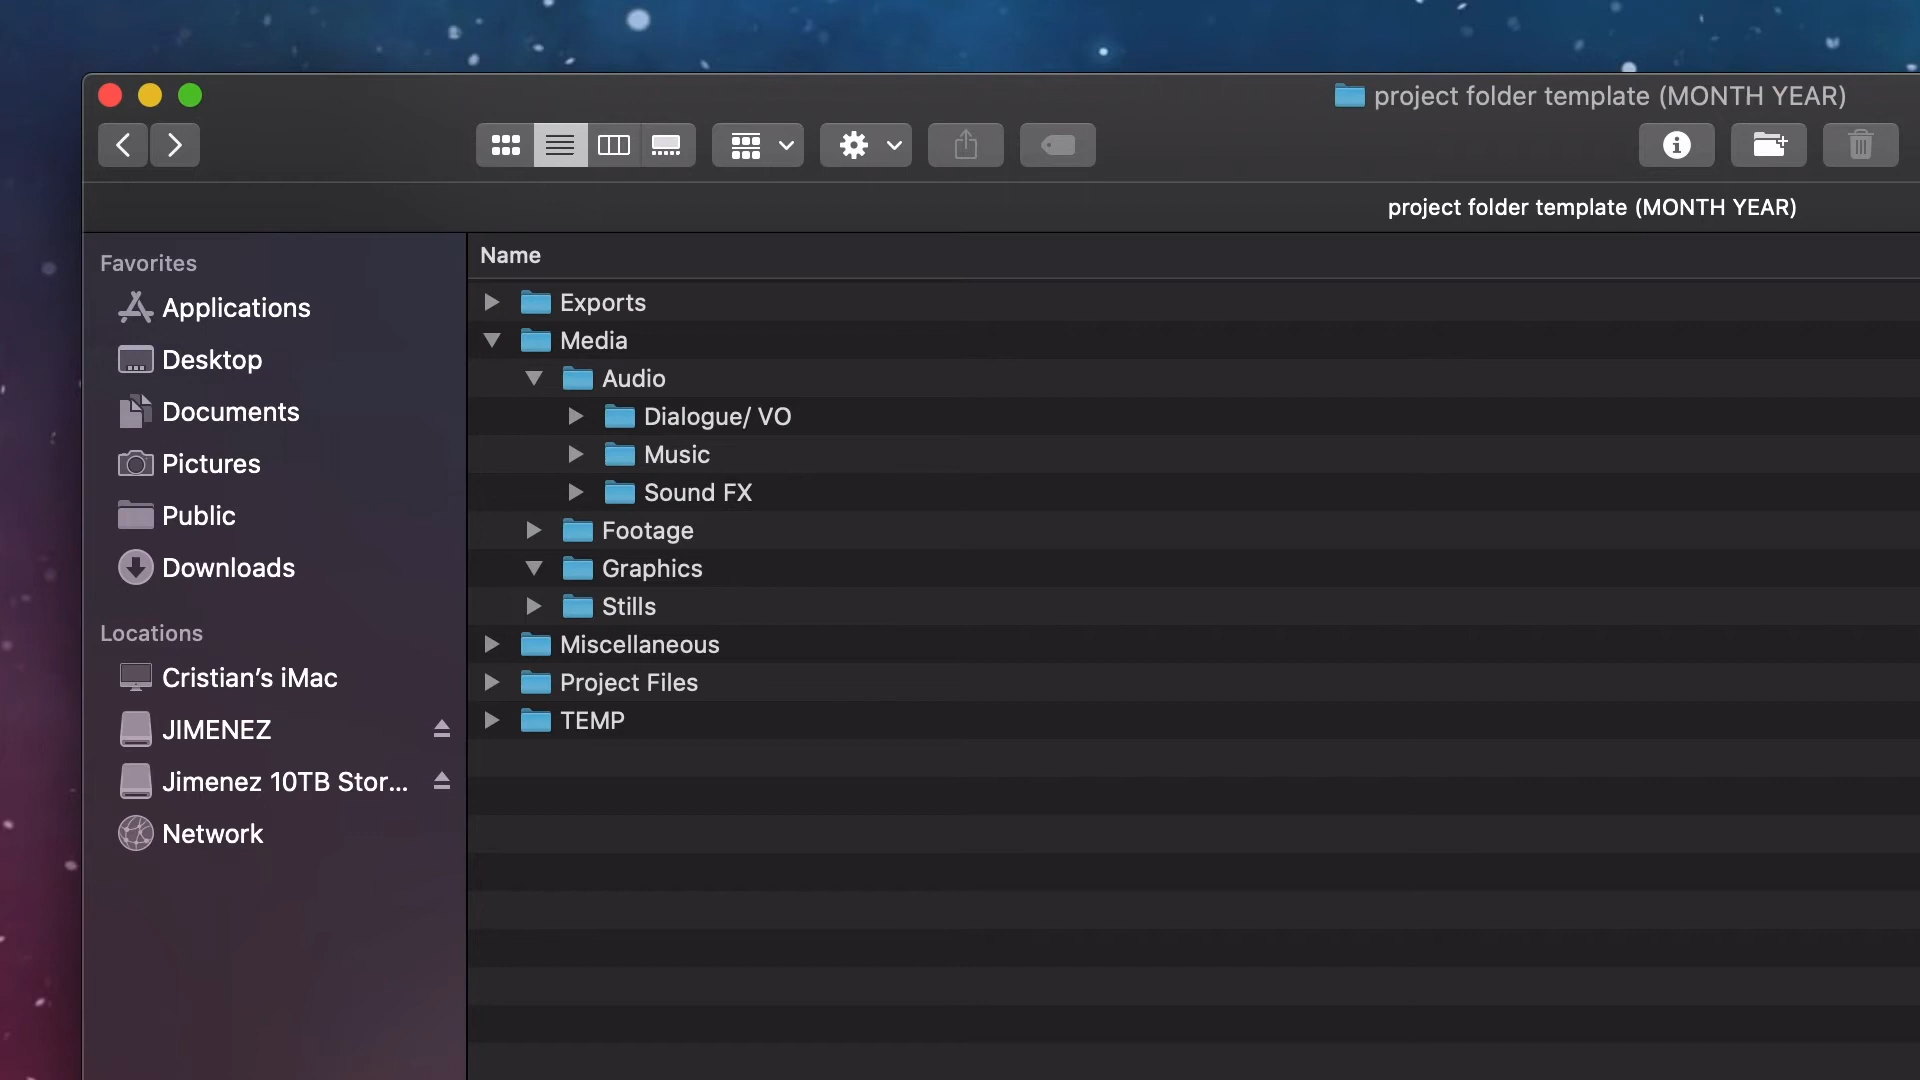 project folder template (MONTH YEAR)
project folder template (MONTH YEAR)
Favorites
Applications
Desktop
Documents
Pictures
Public
Downloads
Locations
Cristian’s iMac
JIMENEZ
Jimenez 10TB Stor...
Network
Name
Exports
Media
Audio
Dialogue/ VO
Music
Sound FX
Footage
Graphics
Stills
Miscellaneous
Project Files
TEMP